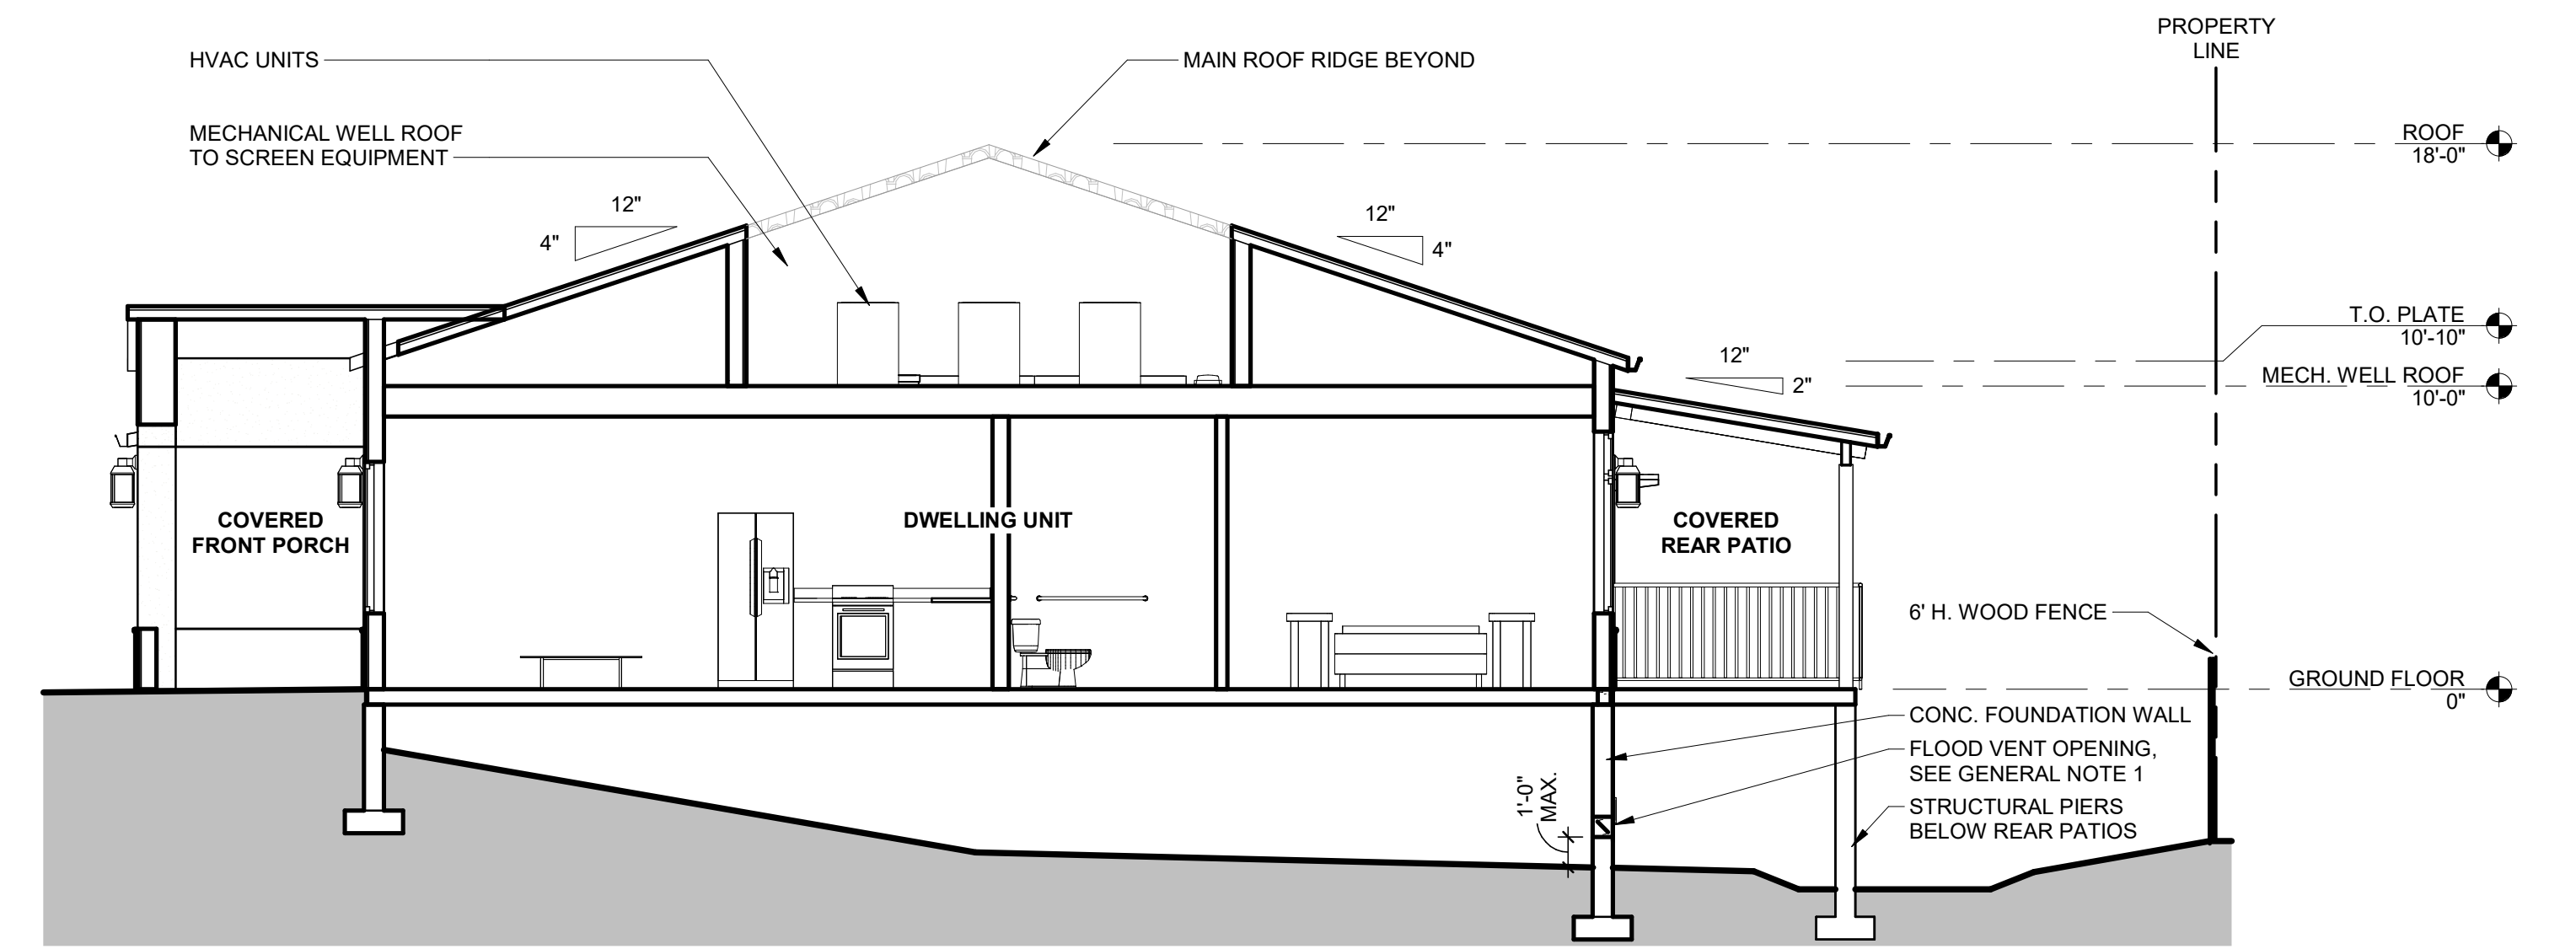 PROPERTY
LINE
HVAC UNITS
MAIN ROOF RIDGE BEYOND
MECHANICAL WELL ROOF
TO SCREEN EQUIPMENT
ROOF
18'-0"
12"
4"
12"
4"
T.O. PLATE
10'-10"
12"
2"
MECH. WELL ROOF
10'-0"
COVERED
FRONT PORCH
DWELLING UNIT
COVERED
REAR PATIO
6' H. WOOD FENCE
GROUND FLOOR
0"
CONC. FOUNDATION WALL
FLOOD VENT OPENING,
SEE GENERAL NOTE 1
1'-0"
MAX.
STRUCTURAL PIERS
BELOW REAR PATIOS